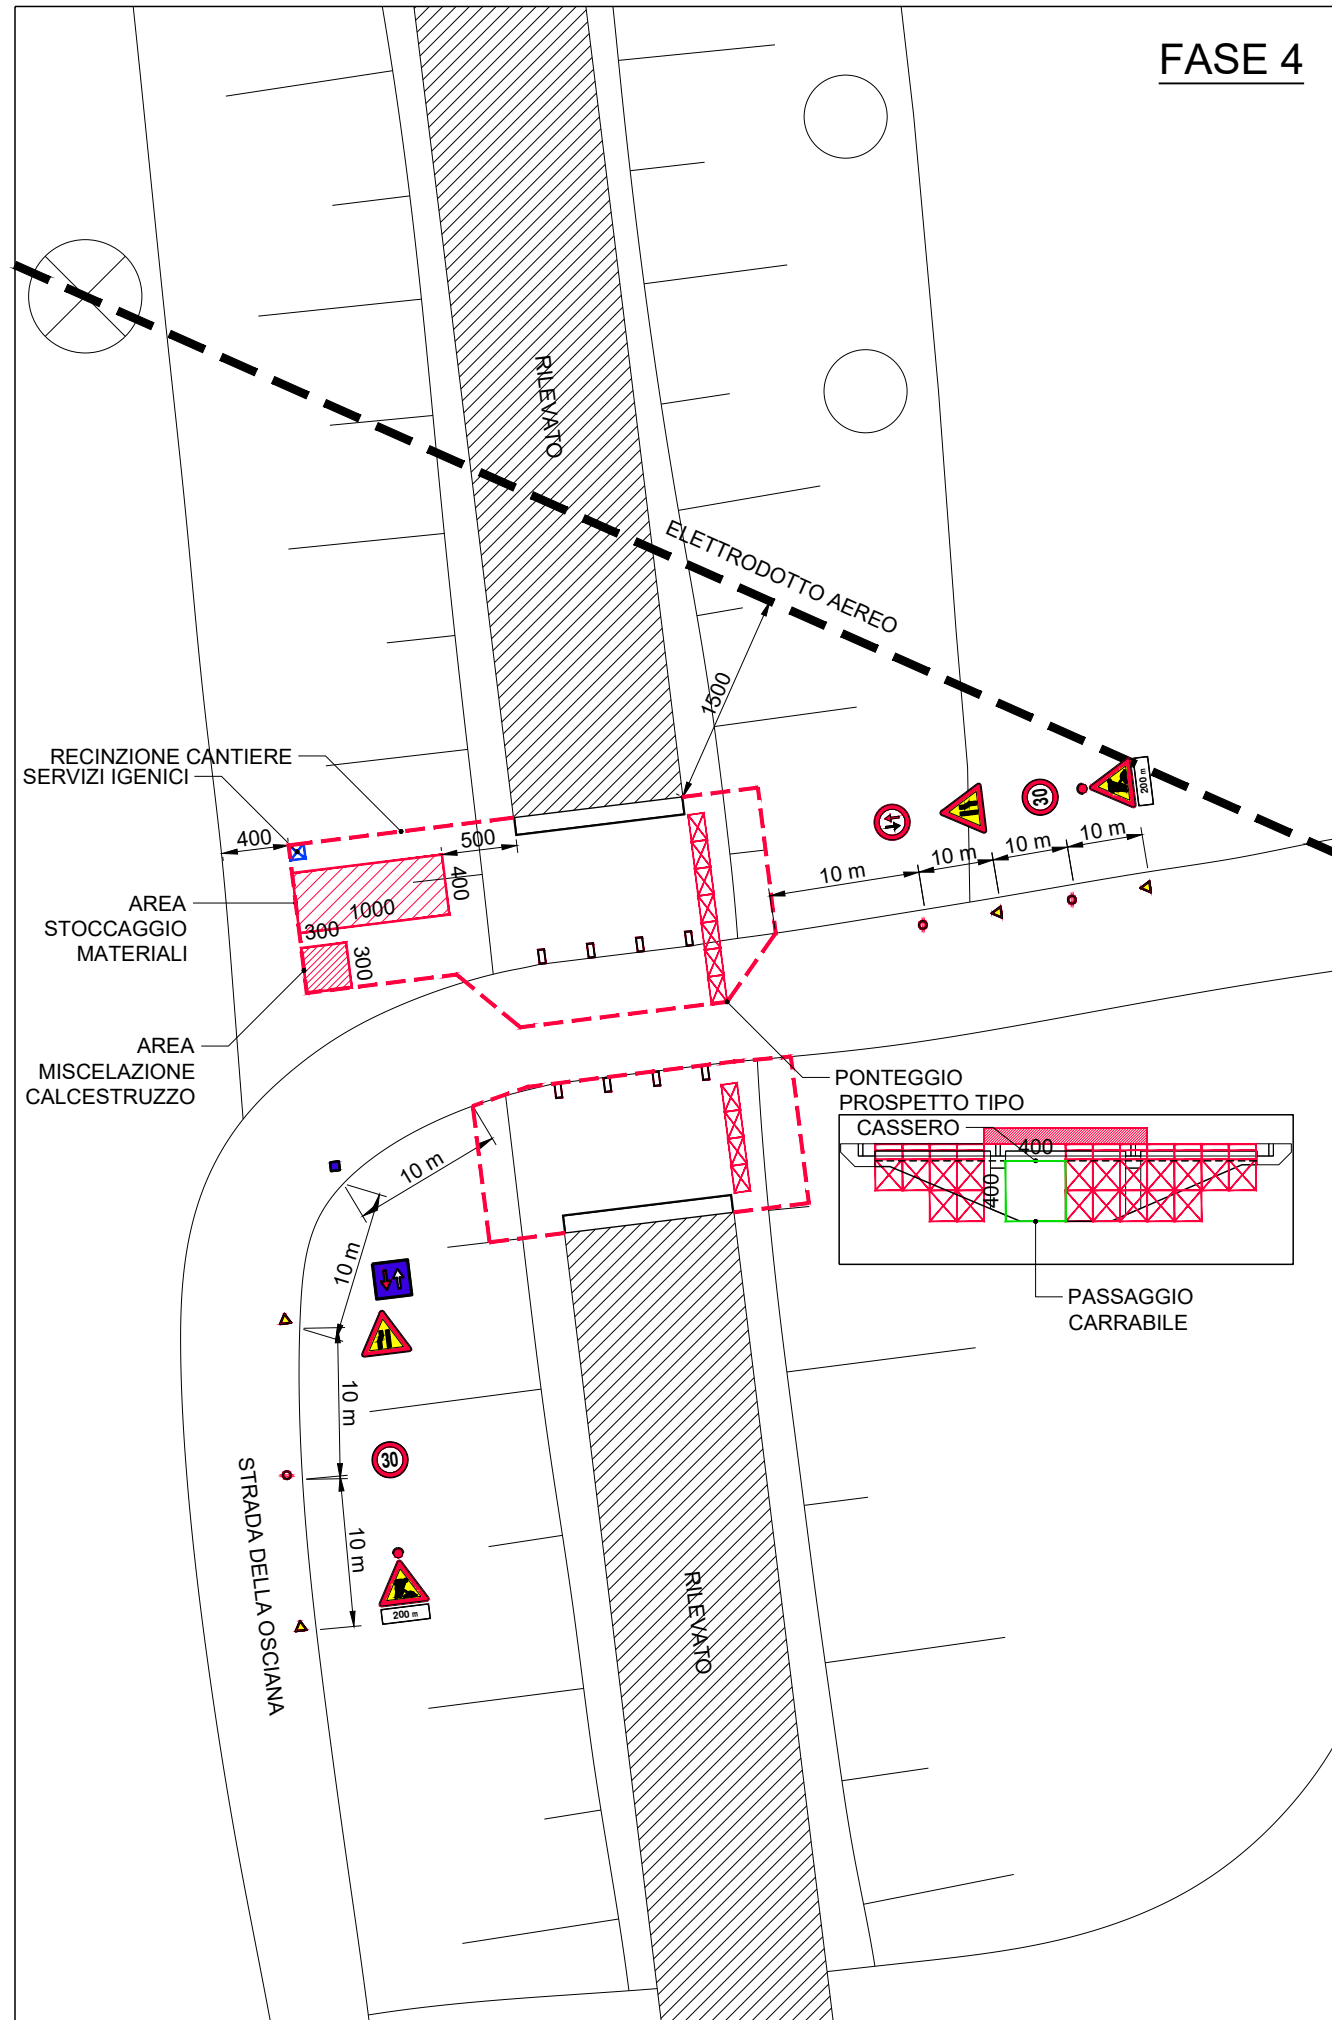 FASE 4
RILEVATO
ELETTRODOTTO AEREO
1500
RECINZIONE CANTIERE
SERVIZI IGENICI
400
500
30
200 m
10 m
10 m
10 m
10 m
AREA
STOCCAGGIO
MATERIALI
400
1000
300
300
AREA
MISCELAZIONE
CALCESTRUZZO
PONTEGGIO
PROSPETTO TIPO
CASSERO
400
400
PASSAGGIO
CARRABILE
10 m
10 m
10 m
30
10 m
200 m
STRADA DELLA OSCIANA
RILEVATO